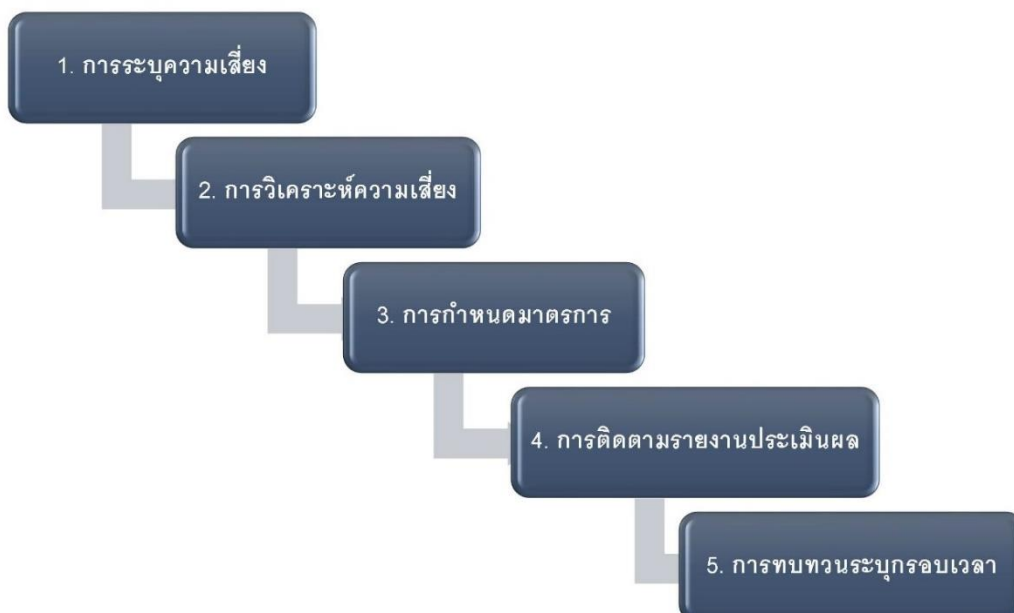 1. การระบุความเสี่ยง
2. การวิเคราะห์ความเสี่ยง
3. การกำหนดมาตรการ
4. การติดตามรายงานประเมินผล
5. การทบทวนระบุกรอบเวลา